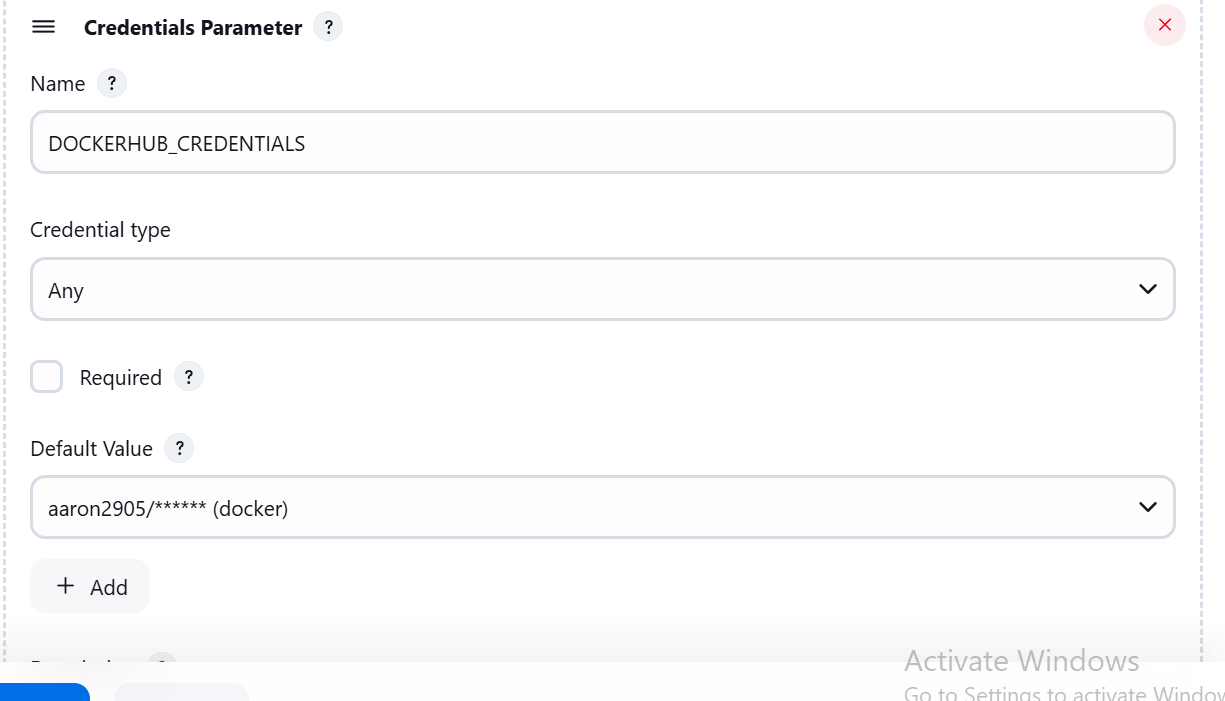 Credentials Parameter ?
Name ?
DOCKERHUB_CREDENTIALS
Credential type
Any
Required ?
Default Value ?
aaron2905/****** (docker)
Add
Activate Windows
Go to Settings to activate Window